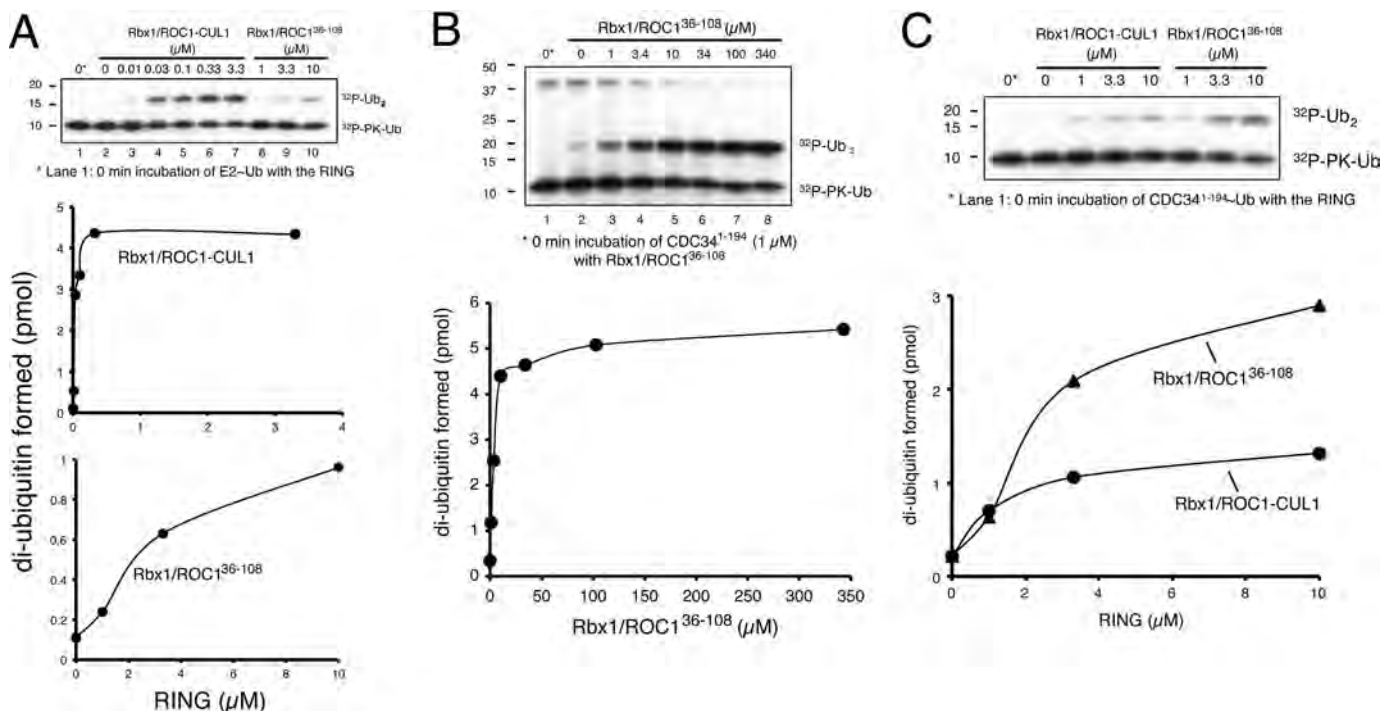 A
Rbx1/ROC1-CUL1 Rbx1/ROC1³⁶⁻¹⁰⁸
(µM) (µM)
0* 0 0.01 0.03 0.1 0.33 3.3 1 3.3 10
20
15
³²P-Ub₂
10
³²P-PK-Ub
1 2 3 4 5 6 7 8 9 10
* Lane 1: 0 min incubation of E2~Ub with the RING
di-ubiquitin formed (pmol)
5
4
3
2
1
0
Rbx1/ROC1-CUL1
0 1 2 3 4
1
0.8
0.6
0.4
0.2
0
Rbx1/ROC1³⁶⁻¹⁰⁸
0 2 4 6 8 10
RING (µM)
B
Rbx1/ROC1³⁶⁻¹⁰⁸ (µM)
0* 0 1 3.4 10 34 100 340
50
37
25
20
15
³²P-Ub₂
10
³²P-PK-Ub
1 2 3 4 5 6 7 8
* 0 min incubation of CDC34¹⁻¹⁹⁴ (1 µM)
with Rbx1/ROC1³⁶⁻¹⁰⁸
di-ubiquitin formed (pmol)
6
5
4
3
2
1
0
0 50 100 150 200 250 300 350
Rbx1/ROC1³⁶⁻¹⁰⁸ (µM)
C
Rbx1/ROC1-CUL1 Rbx1/ROC1³⁶⁻¹⁰⁸
(µM) (µM)
0* 0 1 3.3 10 1 3.3 10
20
15
³²P-Ub₂
10
³²P-PK-Ub
* Lane 1: 0 min incubation of CDC34¹⁻¹⁹⁴~Ub with the RING
di-ubiquitin formed (pmol)
3
2
1
0
Rbx1/ROC1³⁶⁻¹⁰⁸
Rbx1/ROC1-CUL1
0 2 4 6 8 10
RING (µM)